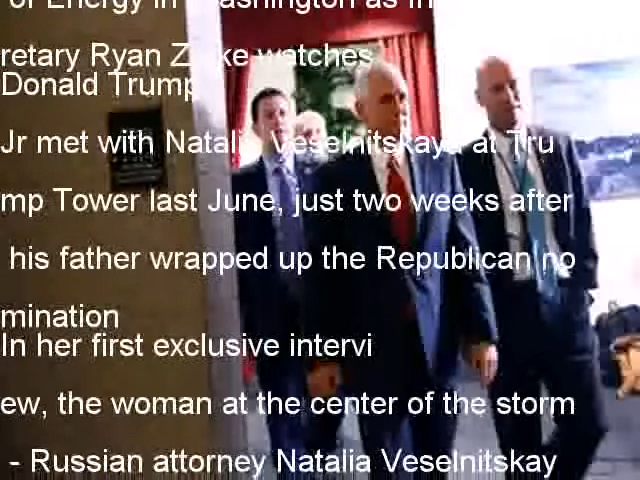 of Energy in Washington as In
retary Ryan Zinke watches
Donald Trump
Jr met with Natalia Veselnitskaya at Tru
mp Tower last June, just two weeks after
his father wrapped up the Republican no
mination
In her first exclusive intervi
ew, the woman at the center of the storm
- Russian attorney Natalia Veselnitskay